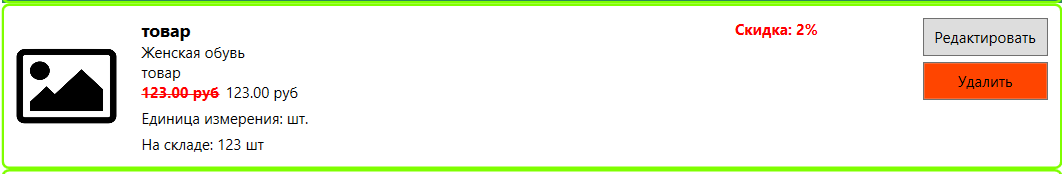 товар
Женская обувь
товар
123.00 руб 123.00 руб
Единица измерения: шт.
На складе: 123 шт
Скидка: 2%
Редактировать
Удалить